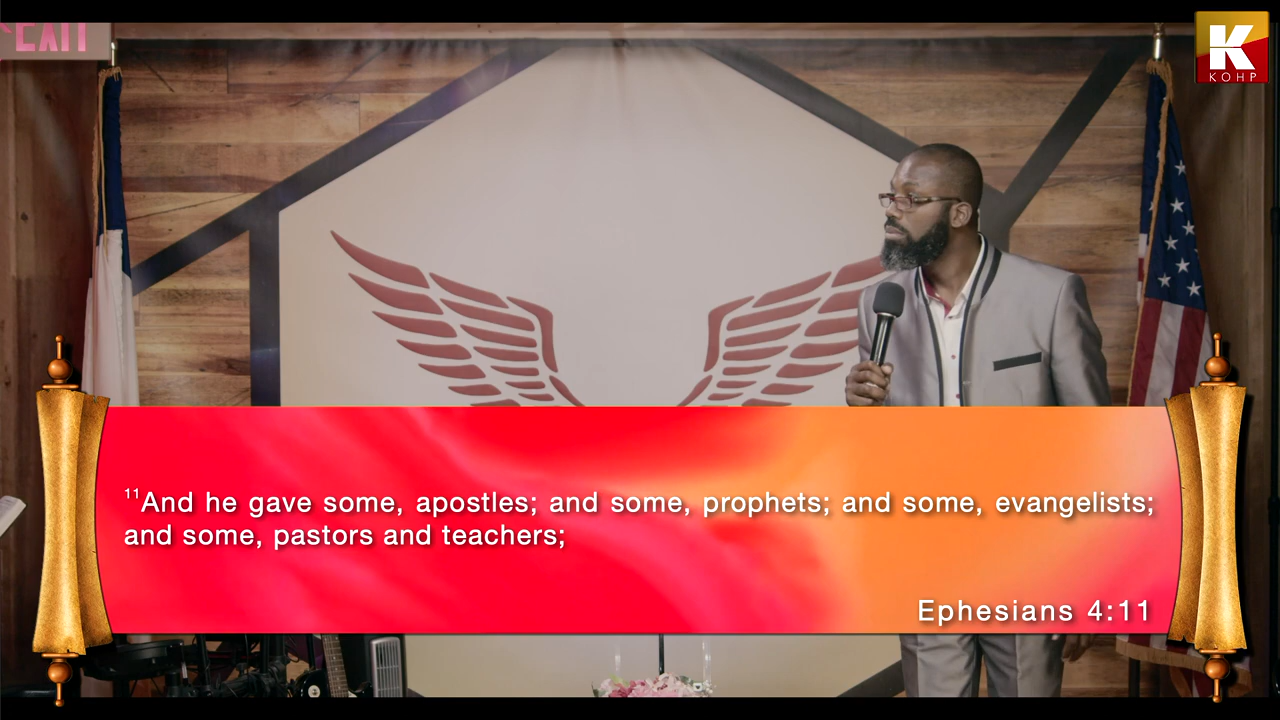 EXIT
K
KOHP
¹¹And he gave some, apostles; and some, prophets; and some, evangelists;
and some, pastors and teachers;
Ephesians 4:11